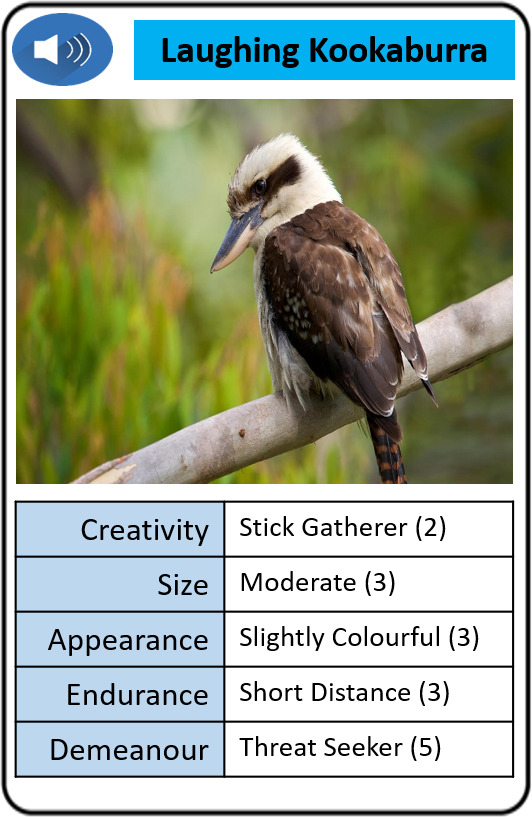 Laughing Kookaburra
Creativity Stick Gatherer (2)
Size Moderate (3)
Appearance Slightly Colourful (3)
Endurance Short Distance (3)
Demeanour Threat Seeker (5)